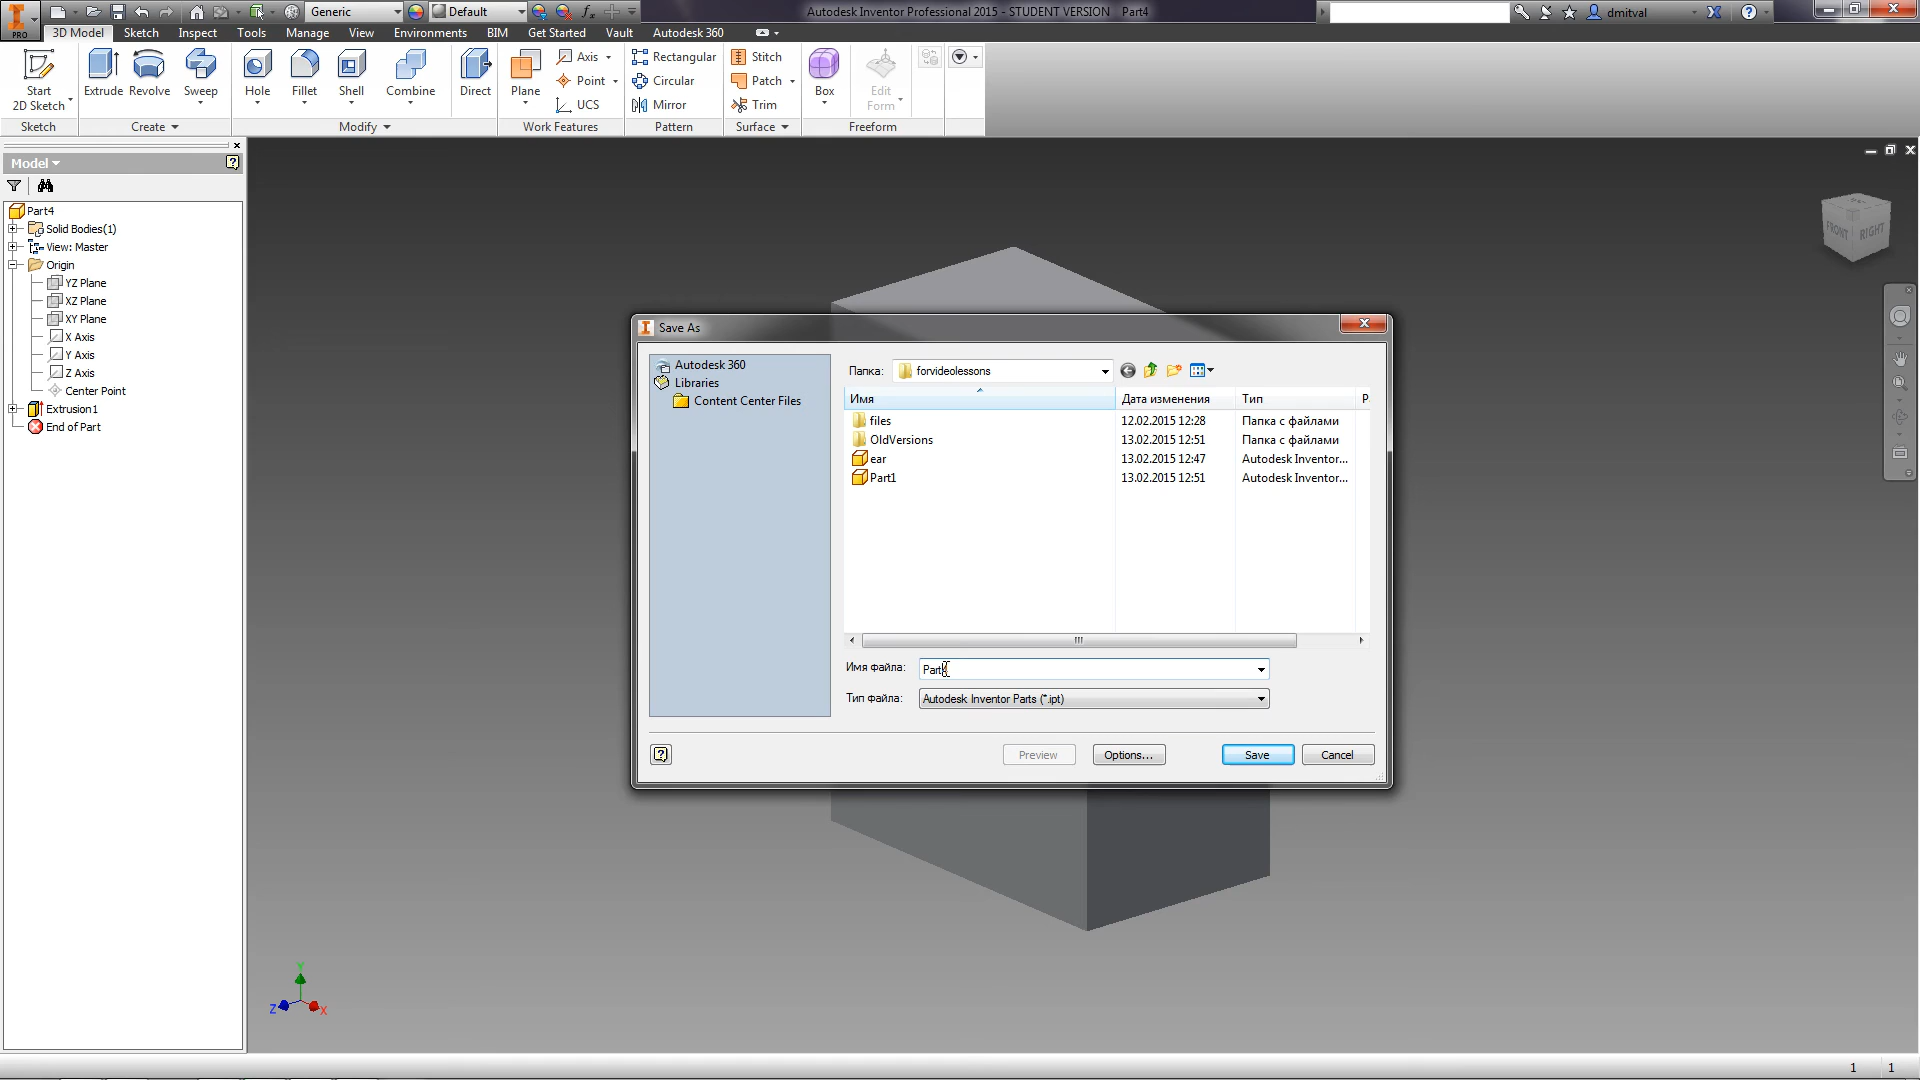 Generic
Default
Autodesk Inventor Professional 2015 - STUDENT VERSION Part4
dmitval
PRO
3D Model Sketch Inspect Tools Manage View Environments BIM Get Started Vault Autodesk 360
Start
2D Sketch
Extrude Revolve Sweep
Hole Fillet Shell Combine
Direct
Plane
Axis
Point
UCS
Rectangular
Circular
Mirror
Stitch
Patch
Trim
Box
Edit
Form
Sketch Create Modify Work Features Pattern Surface Freeform
Model
Part4
Solid Bodies(1)
View: Master
Origin
YZ Plane
XZ Plane
XY Plane
X Axis
Y Axis
Z Axis
Center Point
Extrusion1
End of Part
FRONT RIGHT
Save As
Autodesk 360
Libraries
Content Center Files
Папка: forvideolessons
Имя Дата изменения Тип Р
files 12.02.2015 12:28 Папка с файлами
OldVersions 13.02.2015 12:51 Папка с файлами
ear 13.02.2015 12:47 Autodesk Inventor...
Part1 13.02.2015 12:51 Autodesk Inventor...
Имя файла: Part
Тип файла: Autodesk Inventor Parts (*.ipt)
Preview Options... Save Cancel
Y
Z X
1 1